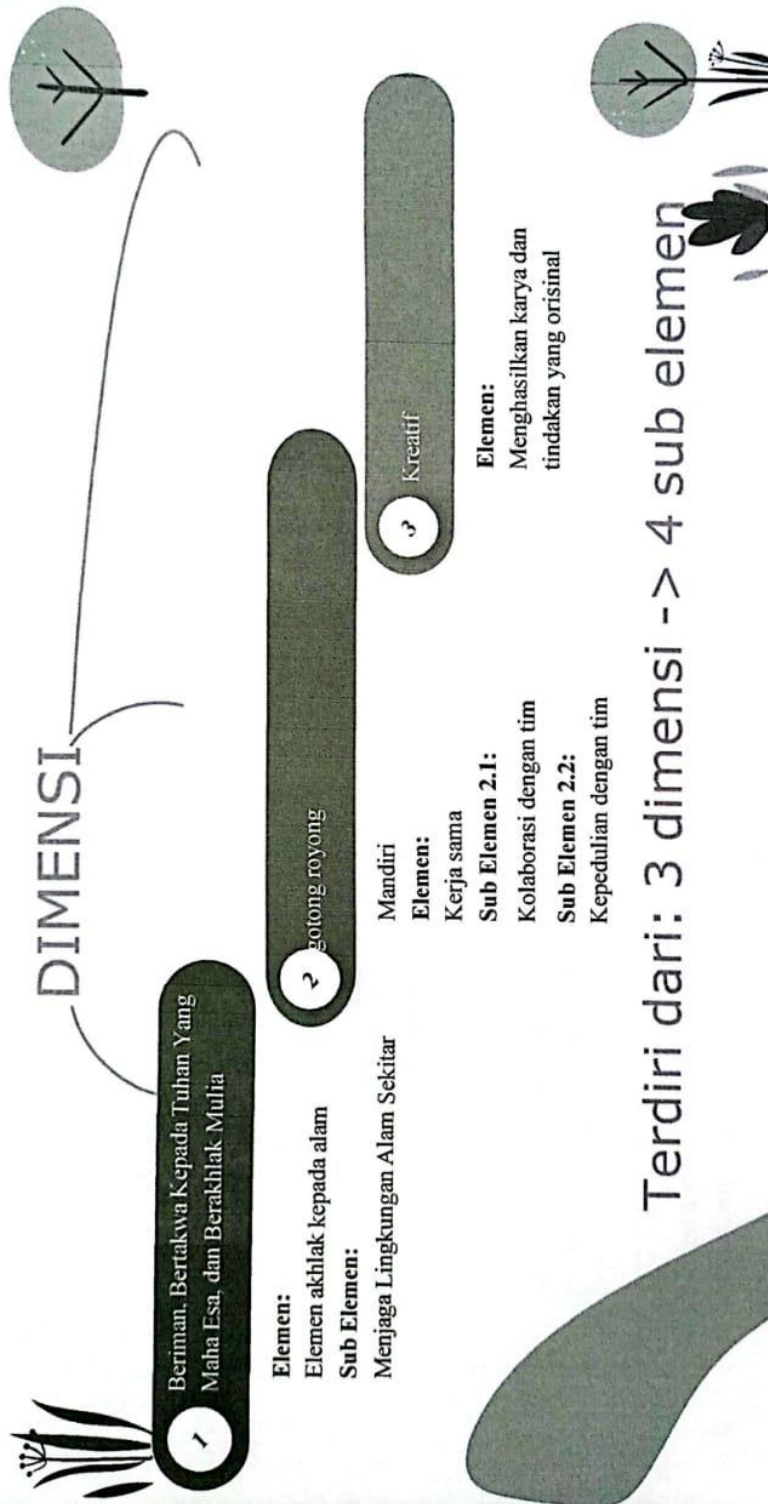 DIMENSI
1
Beriman, Bertakwa Kepada Tuhan Yang
Maha Esa, dan Berakhlak Mulia
Elemen:
Elemen akhlak kepada alam
Sub Elemen:
Menjaga Lingkungan Alam Sekitar
2
gotong royong
Mandiri
Elemen:
Kerja sama
Sub Elemen 2.1:
Kolaborasi dengan tim
Sub Elemen 2.2:
Kepedulian dengan tim
3
Kreatif
Elemen:
Menghasilkan karya dan
tindakan yang orisinal
Terdiri dari: 3 dimensi -> 4 sub elemen